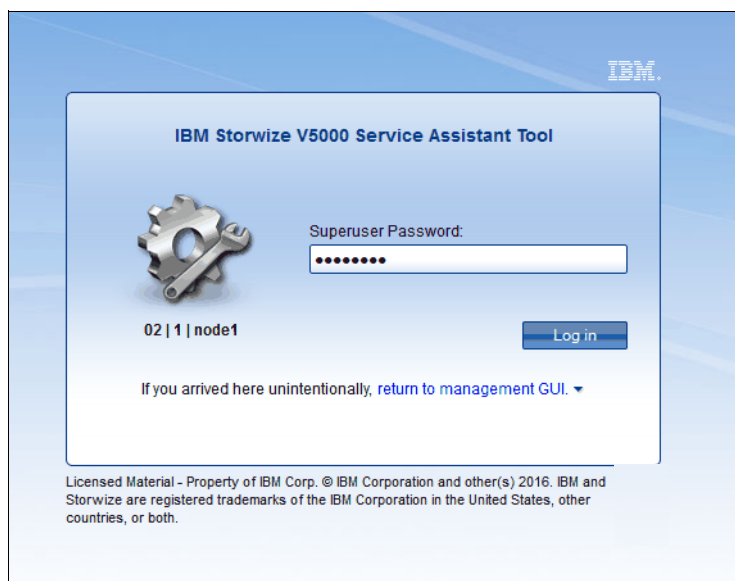 IBM.
IBM Storwize V5000 Service Assistant Tool
Superuser Password:
••••••••
02 | 1 | node1
Log in
If you arrived here unintentionally, return to management GUI.
Licensed Material - Property of IBM Corp. © IBM Corporation and other(s) 2016. IBM and
Storwize are registered trademarks of the IBM Corporation in the United States, other
countries, or both.